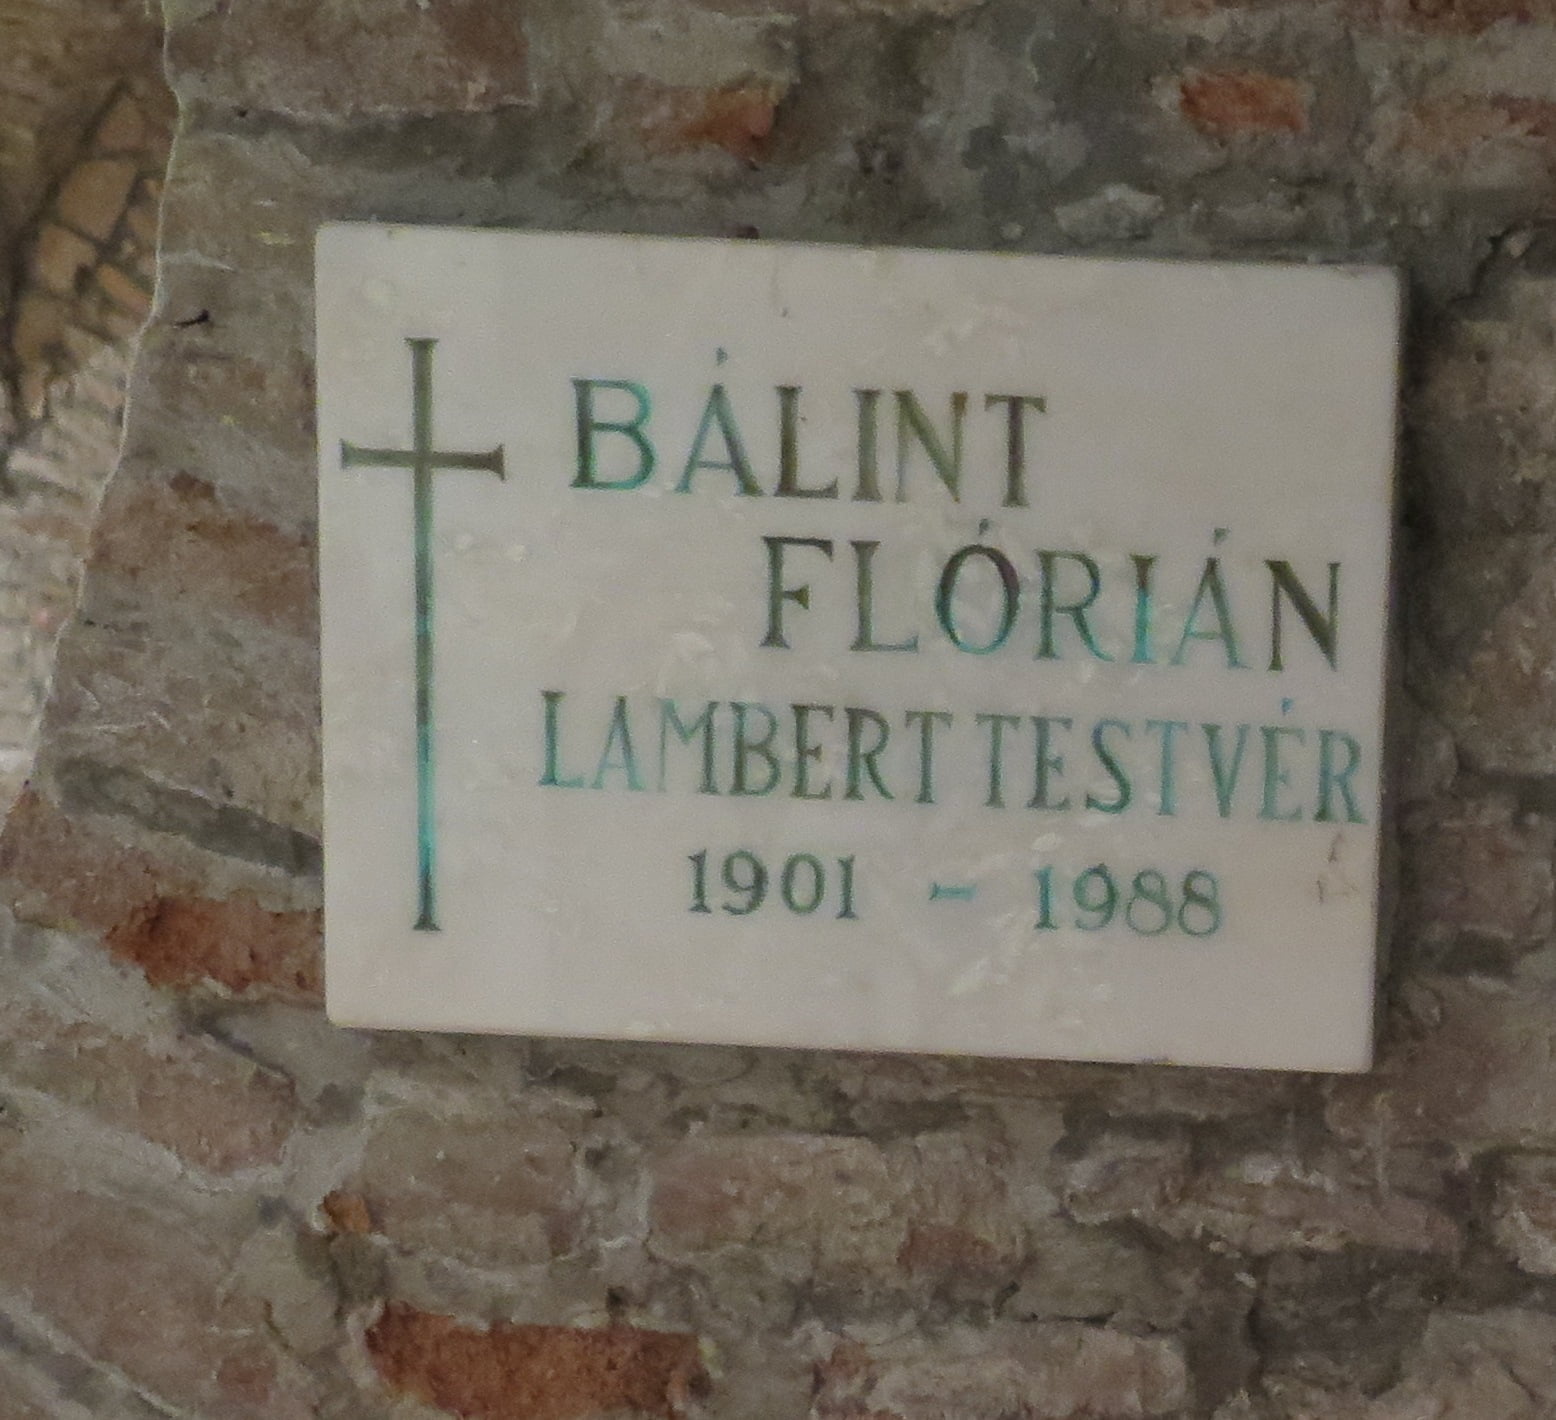 BÁLINT
FLÓRIÁN
LAMBERT TESTVÉR
1901 - 1988